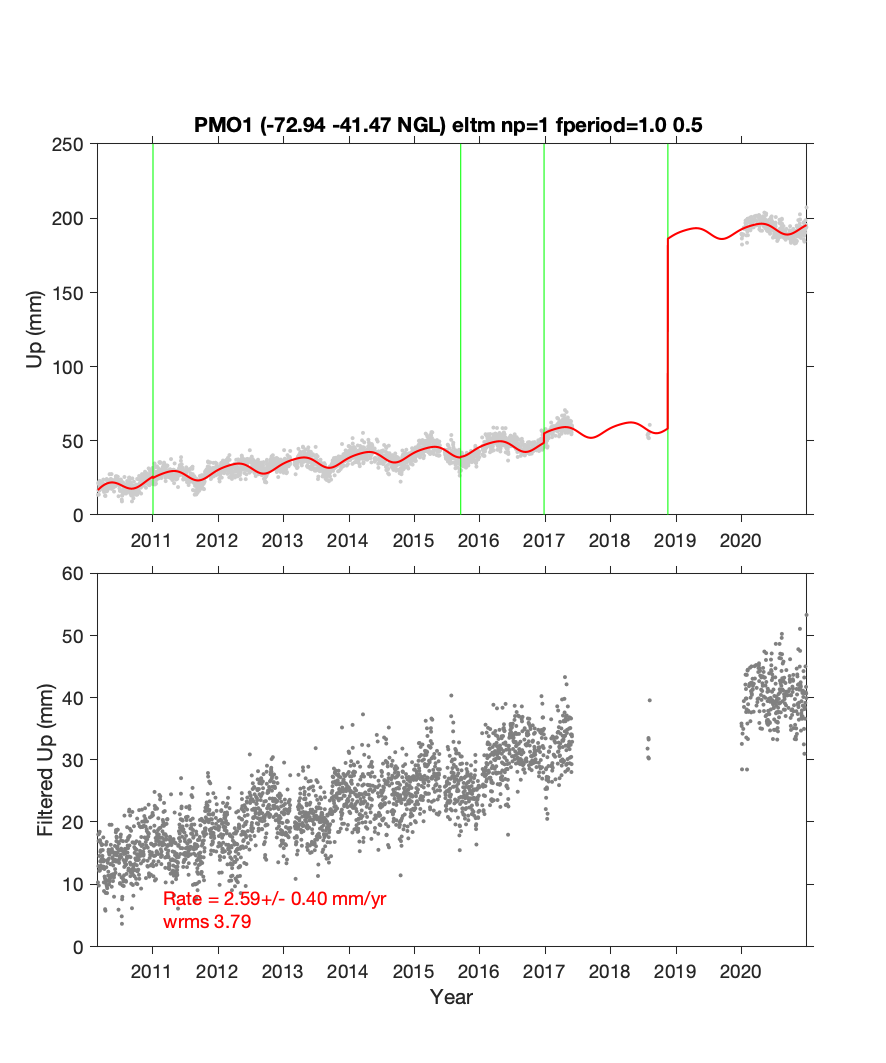 PMO1 (-72.94 -41.47 NGL) eltm np=1 fperiod=1.0 0.5
250
200
150
100
50
0
Up (mm)
2011 2012 2013 2014 2015 2016 2017 2018 2019 2020
60
50
40
30
20
10
0
Filtered Up (mm)
Rate = 2.59+/- 0.40 mm/yr
wrms 3.79
2011 2012 2013 2014 2015 2016 2017 2018 2019 2020
Year